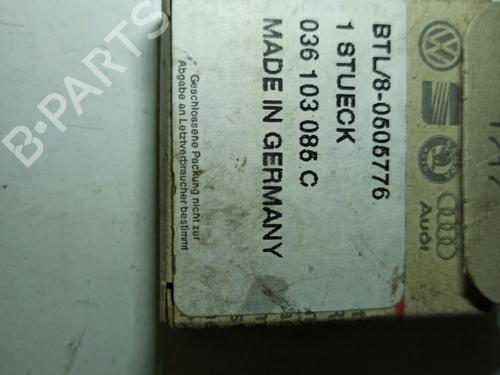 BTL/8-0505776
1 STUECK
036 103 085 C
MADE IN GERMANY
Geschlossene Packung nicht zur
Abgabe an Letztverbraucher bestimmt
Audi
B-PARTS